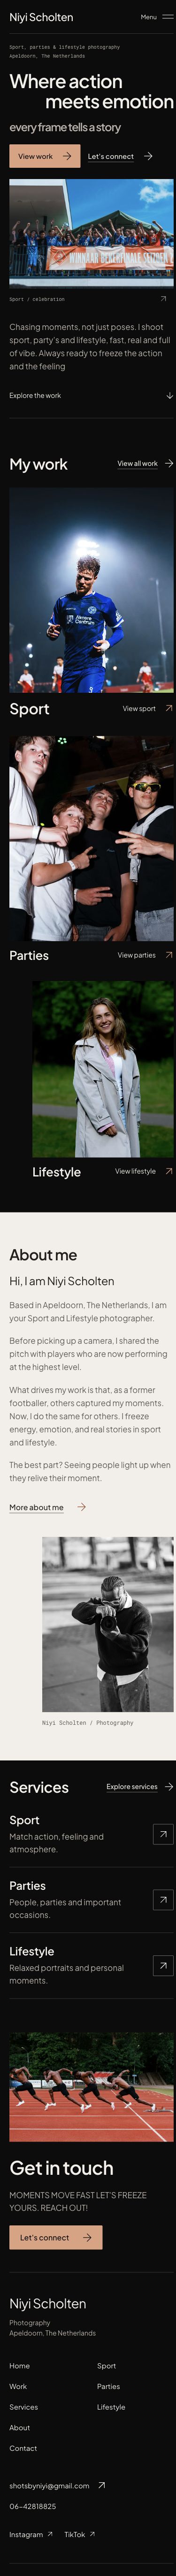 Niyi Scholten
Menu
Sport, parties & lifestyle photography
Apeldoorn, The Netherlands
Where action
meets emotion
every frame tells a story
View work
Let's connect
Sport / celebration
Chasing moments, not just poses. I shoot
sport, party's and lifestyle, fast, real and full
of vibe. Always ready to freeze the action
and the feeling
Explore the work
My work
View all work
Sport
View sport
Parties
View parties
Lifestyle
View lifestyle
About me
Hi, I am Niyi Scholten
Based in Apeldoorn, The Netherlands, I am
your Sport and Lifestyle photographer.
Before picking up a camera, I shared the
pitch with players who are now performing
at the highest level.
What drives my work is that, as a former
footballer, others captured my moments.
Now, I do the same for others. I freeze
energy, emotion, and real stories in sport
and lifestyle.
The best part? Seeing people light up when
they relive their moment.
More about me
Niyi Scholten / Photography
Services
Explore services
Sport
Match action, feeling and
atmosphere.
Parties
People, parties and important
occasions.
Lifestyle
Relaxed portraits and personal
moments.
Get in touch
MOMENTS MOVE FAST LET'S FREEZE
YOURS. REACH OUT!
Let's connect
Niyi Scholten
Photography
Apeldoorn, The Netherlands
Home
Sport
Work
Parties
Services
Lifestyle
About
Contact
shotsbyniyi@gmail.com
06-42818825
Instagram
TikTok